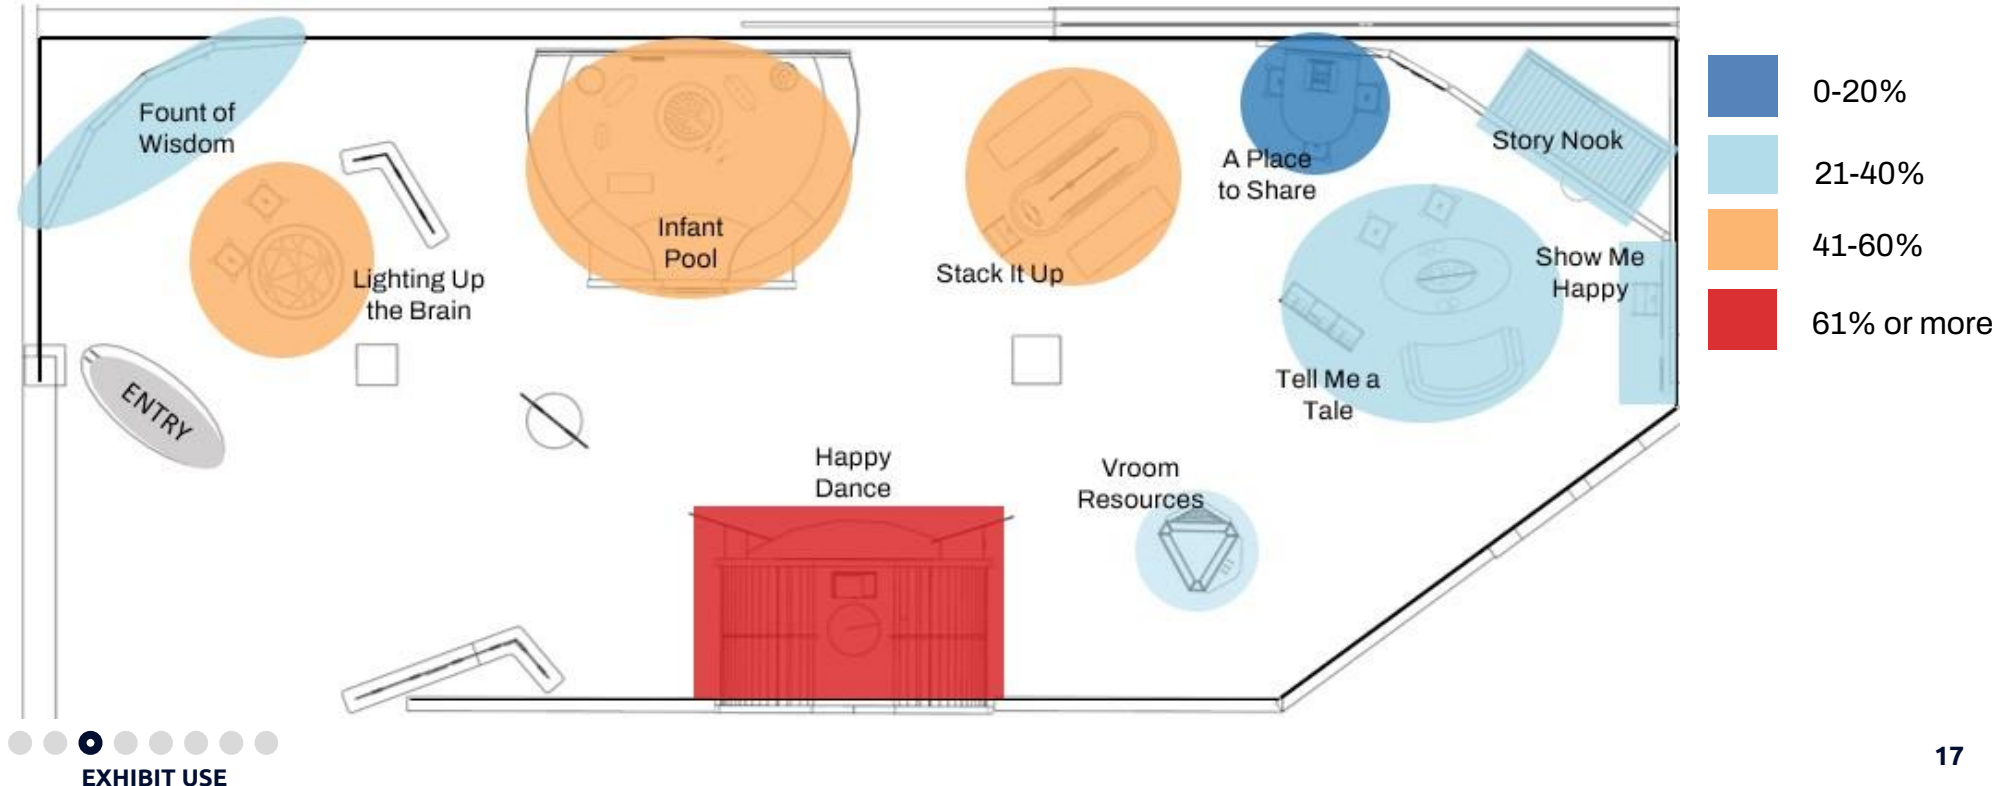 Fount of
Wisdom
Lighting Up
the Brain
ENTRY
Infant
Pool
Stack It Up
A Place
to Share
Story Nook
Show Me
Happy
Tell Me a
Tale
Happy
Dance
Vroom
Resources
0-20%
21-40%
41-60%
61% or more
EXHIBIT USE
17